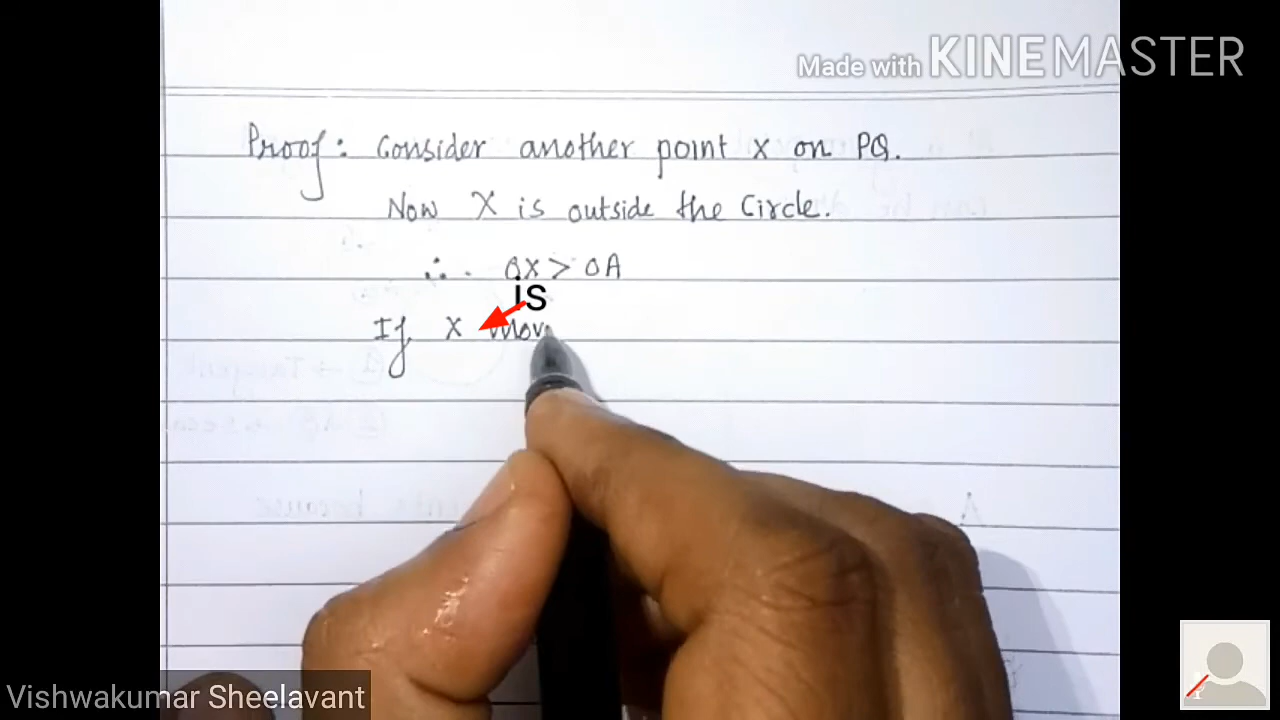 Made with KINEMASTER
Proof: Consider another point x on PQ.
Now X is outside the Circle.
∴ OX > OA
is
If X Mov
Vishwakumar Sheelavant